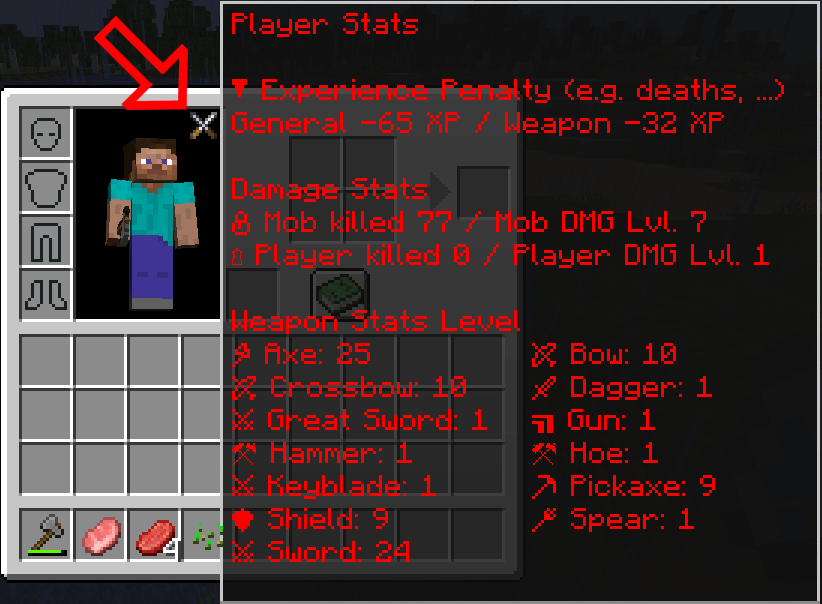 Player Stats
▼ Experience Penalty (e.g. deaths, ...)
General -65 XP / Weapon -32 XP
Damage Stats
Mob killed 77 / Mob DMG Lvl. 7
Player killed 0 / Player DMG Lvl. 1
Weapon Stats Level
Axe: 25 Bow: 10
Crossbow: 10 Dagger: 1
Great Sword: 1 Gun: 1
Hammer: 1 Hoe: 1
Keyblade: 1 Pickaxe: 9
Shield: 9 Spear: 1
Sword: 24